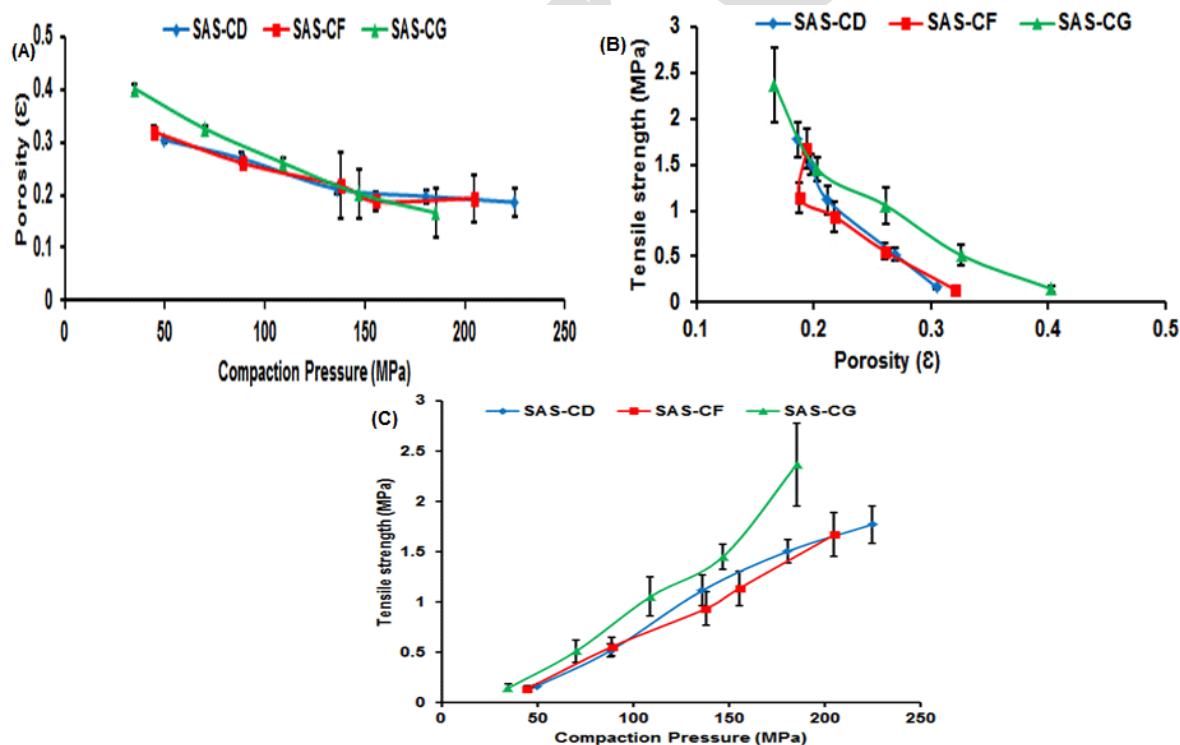 (A)
SAS-CD SAS-CF SAS-CG
Porosity (Ɛ)
0.5
0.4
0.3
0.2
0.1
0
0 50 100 150 200 250
Compaction Pressure (MPa)
(B)
SAS-CD SAS-CF SAS-CG
Tensile strength (MPa)
3
2.5
2
1.5
1
0.5
0
0.1 0.2 0.3 0.4 0.5
Porosity (Ɛ)
(C)
SAS-CD SAS-CF SAS-CG
Tensile strength (MPa)
3
2.5
2
1.5
1
0.5
0
0 50 100 150 200 250
Compaction Pressure (MPa)